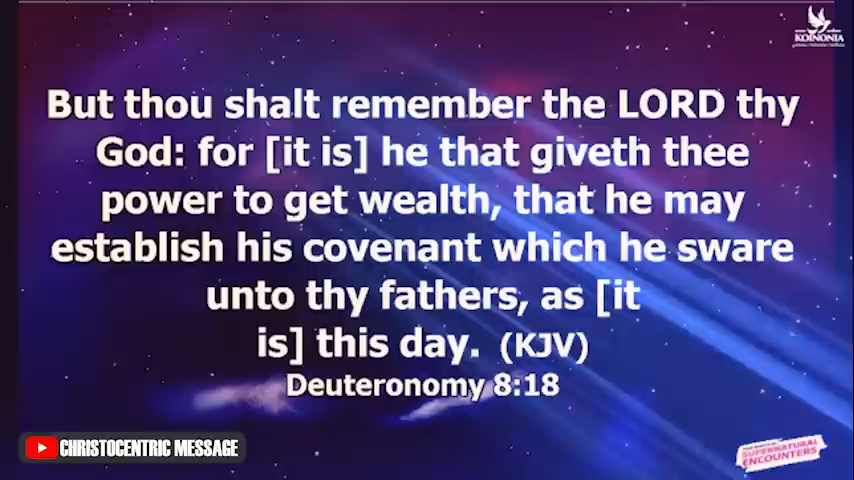 KOINONIA
But thou shalt remember the LORD thy
God: for [it is] he that giveth thee
power to get wealth, that he may
establish his covenant which he sware
unto thy fathers, as [it
is] this day. (KJV)
Deuteronomy 8:18
CHRISTOCENTRIC MESSAGE
SUPERNATURAL
ENCOUNTERS